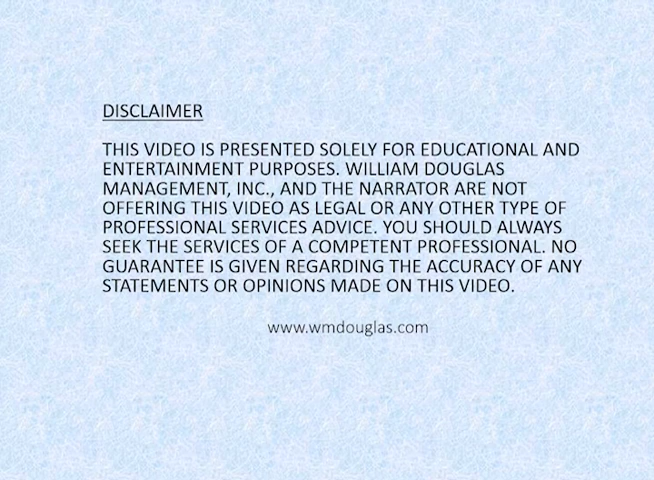 DISCLAIMER
THIS VIDEO IS PRESENTED SOLELY FOR EDUCATIONAL AND
ENTERTAINMENT PURPOSES. WILLIAM DOUGLAS
MANAGEMENT, INC., AND THE NARRATOR ARE NOT
OFFERING THIS VIDEO AS LEGAL OR ANY OTHER TYPE OF
PROFESSIONAL SERVICES ADVICE. YOU SHOULD ALWAYS
SEEK THE SERVICES OF A COMPETENT PROFESSIONAL. NO
GUARANTEE IS GIVEN REGARDING THE ACCURACY OF ANY
STATEMENTS OR OPINIONS MADE ON THIS VIDEO.
www.wmdouglas.com